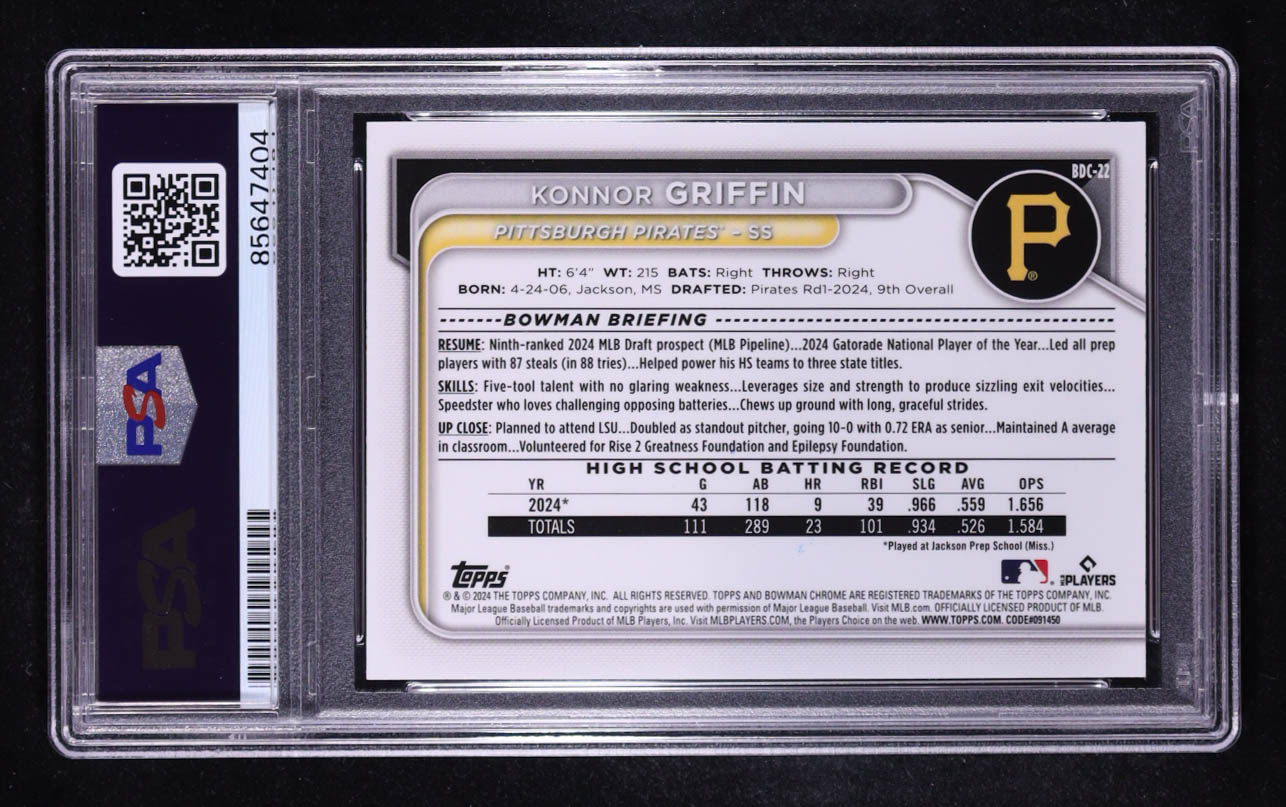 85647404
PSA
PSA
BDC-22
KONNOR GRIFFIN
PITTSBURGH PIRATES® – SS
P®
HT: 6'4" WT: 215 BATS: Right THROWS: Right
BORN: 4-24-06, Jackson, MS DRAFTED: Pirates Rd1-2024, 9th Overall
BOWMAN BRIEFING
RESUME: Ninth-ranked 2024 MLB Draft prospect (MLB Pipeline)...2024 Gatorade National Player of the Year...Led all prep
players with 87 steals (in 88 tries)...Helped power his HS teams to three state titles.
SKILLS: Five-tool talent with no glaring weakness...Leverages size and strength to produce sizzling exit velocities...
Speedster who loves challenging opposing batteries...Chews up ground with long, graceful strides.
UP CLOSE: Planned to attend LSU...Doubled as standout pitcher, going 10-0 with 0.72 ERA as senior...Maintained A average
in classroom...Volunteered for Rise 2 Greatness Foundation and Epilepsy Foundation.
HIGH SCHOOL BATTING RECORD
YR G AB HR RBI SLG AVG OPS
2024* 43 118 9 39 .966 .559 1.656
TOTALS 111 289 23 101 .934 .526 1.584
*Played at Jackson Prep School (Miss.)
Topps®
MLB PLAYERS
® & © 2024 THE TOPPS COMPANY, INC. ALL RIGHTS RESERVED. TOPPS AND BOWMAN CHROME ARE REGISTERED TRADEMARKS OF THE TOPPS COMPANY, INC.
Major League Baseball trademarks and copyrights are used with permission of Major League Baseball. Visit MLB.com. OFFICIALLY LICENSED PRODUCT OF MLB
Officially Licensed Product of MLB Players, Inc. Visit MLBPLAYERS.COM, the Players Choice on the web. WWW.TOPPS.COM. CODE#091450